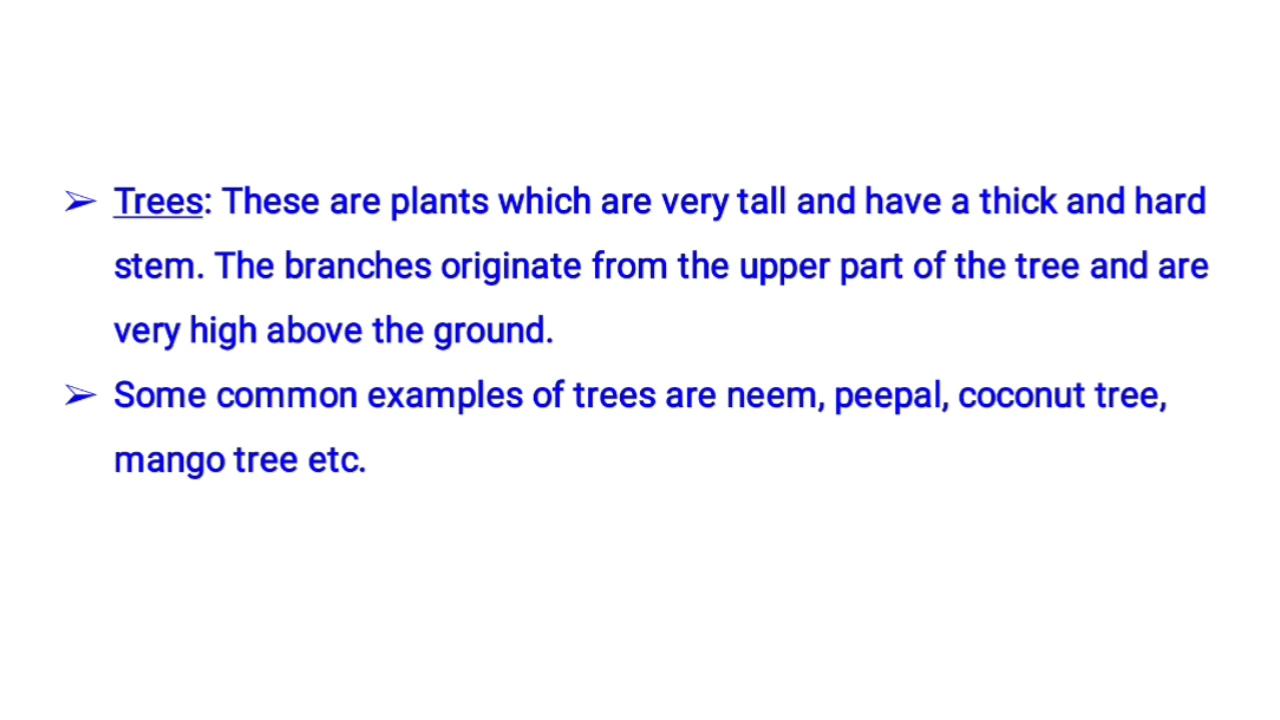 ➢ Trees: These are plants which are very tall and have a thick and hard
stem. The branches originate from the upper part of the tree and are
very high above the ground.
➢ Some common examples of trees are neem, peepal, coconut tree,
mango tree etc.